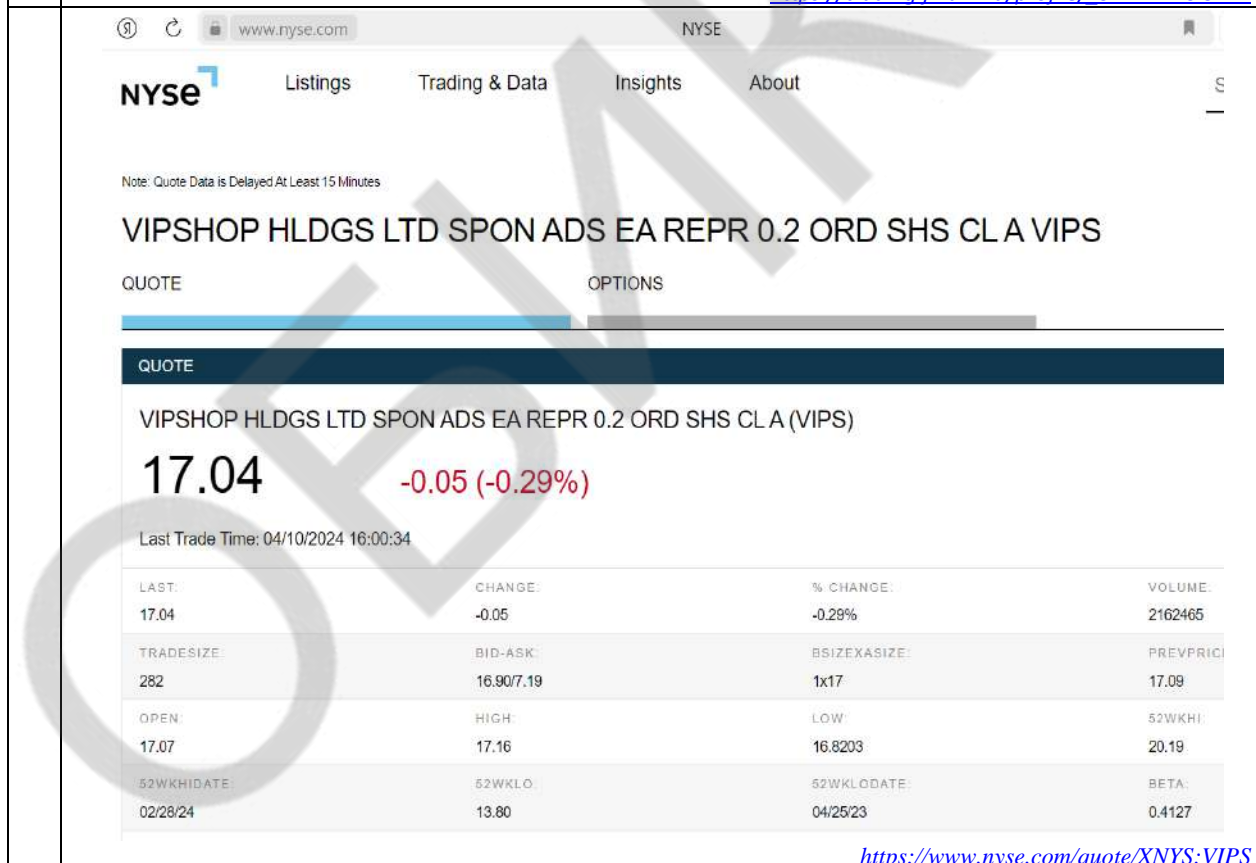 www.nyse.com NYSE
NYSE Listings Trading & Data Insights About S
Note: Quote Data is Delayed At Least 15 Minutes
VIPSHOP HLDGS LTD SPON ADS EA REPR 0.2 ORD SHS CL A VIPS
QUOTE OPTIONS
QUOTE
VIPSHOP HLDGS LTD SPON ADS EA REPR 0.2 ORD SHS CL A (VIPS)
17.04 -0.05 (-0.29%)
Last Trade Time: 04/10/2024 16:00:34
LAST: CHANGE: % CHANGE: VOLUME:
17.04 -0.05 -0.29% 2162465
TRADESIZE: BID-ASK: BSIZEXASIZE: PREVPRIC
282 16.90/7.19 1x17 17.09
OPEN: HIGH: LOW: 52WKHI:
17.07 17.16 16.8203 20.19
52WKHIDATE: 52WKLO: 52WKLODATE: BETA:
02/28/24 13.80 04/25/23 0.4127
https://www.nyse.com/quote/XNYS:VIPS